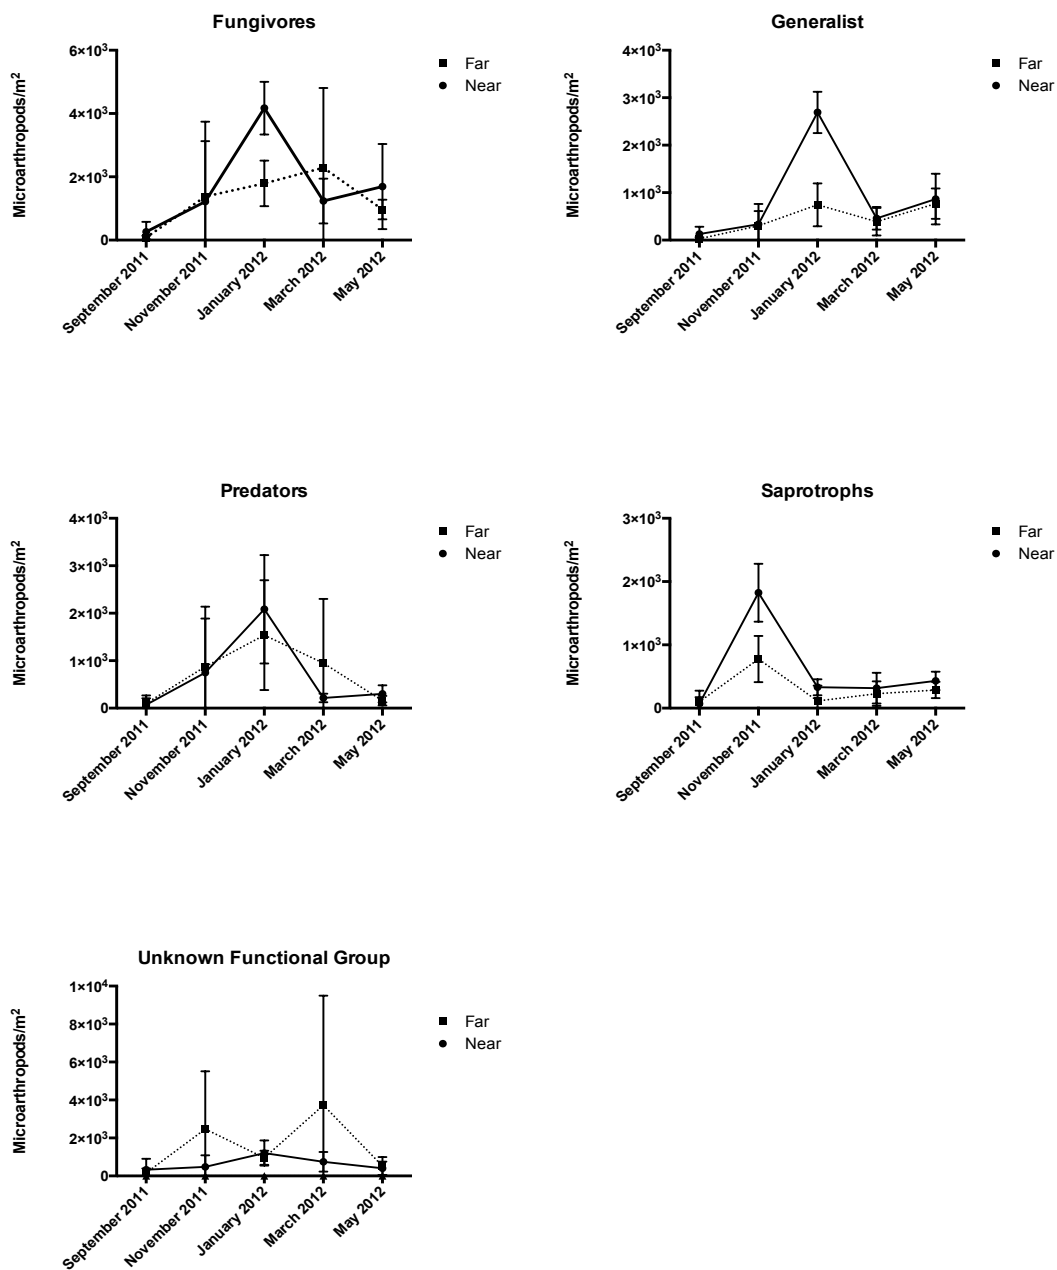 Fungivores
Microarthropods/m²
6×10³
4×10³
2×10³
0
September 2011
November 2011
January 2012
March 2012
May 2012
Far
Near
Generalist
Microarthropods/m²
4×10³
3×10³
2×10³
1×10³
0
September 2011
November 2011
January 2012
March 2012
May 2012
Far
Near
Predators
Microarthropods/m²
4×10³
3×10³
2×10³
1×10³
0
September 2011
November 2011
January 2012
March 2012
May 2012
Far
Near
Saprotrophs
Microarthropods/m²
3×10³
2×10³
1×10³
0
September 2011
November 2011
January 2012
March 2012
May 2012
Far
Near
Unknown Functional Group
Microarthropods/m²
1×10⁴
8×10³
6×10³
4×10³
2×10³
0
September 2011
November 2011
January 2012
March 2012
May 2012
Far
Near